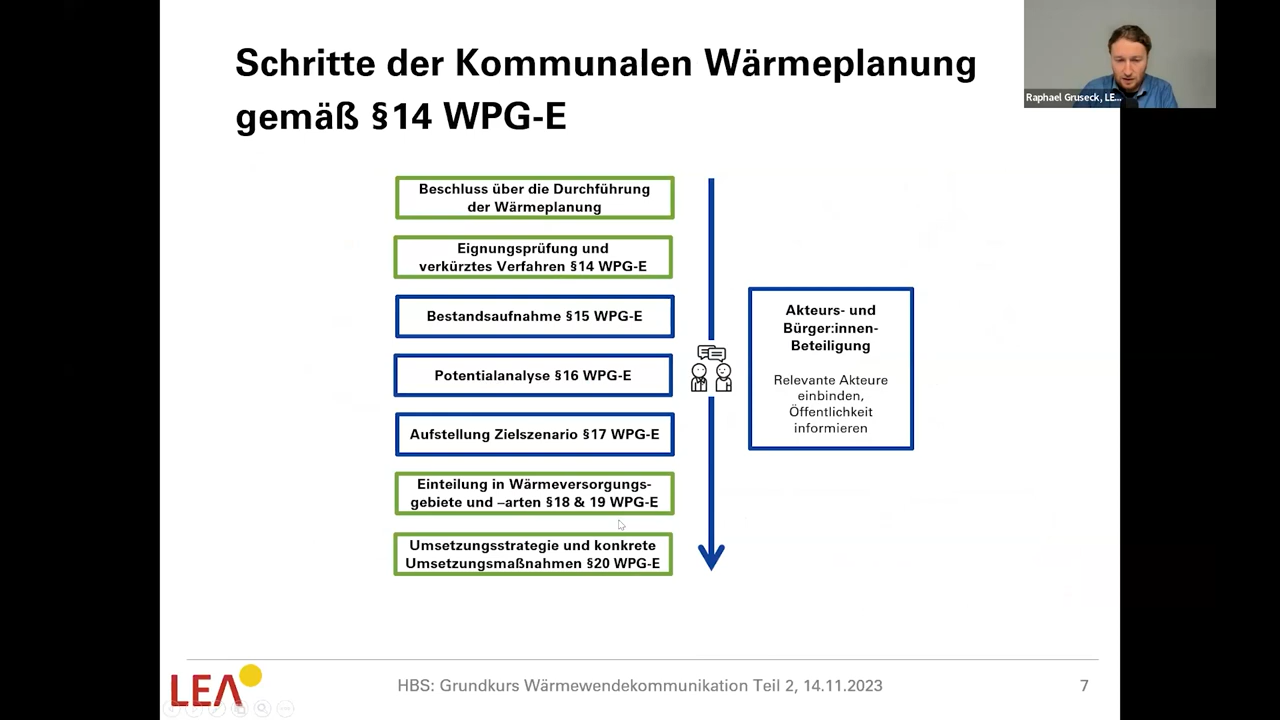 Schritte der Kommunalen Wärmeplanung
gemäß §14 WPG-E
Raphael Gruseck, LE...
Beschluss über die Durchführung
der Wärmeplanung
Eignungsprüfung und
verkürztes Verfahren §14 WPG-E
Bestandsaufnahme §15 WPG-E
Potentialanalyse §16 WPG-E
Aufstellung Zielszenario §17 WPG-E
Einteilung in Wärmeversorgungs-
gebiete und –arten §18 & 19 WPG-E
Umsetzungsstrategie und konkrete
Umsetzungsmaßnahmen §20 WPG-E
Akteurs- und
Bürger:innen-
Beteiligung
Relevante Akteure
einbinden,
Öffentlichkeit
informieren
LEA
HBS: Grundkurs Wärmewendekommunikation Teil 2, 14.11.2023
7